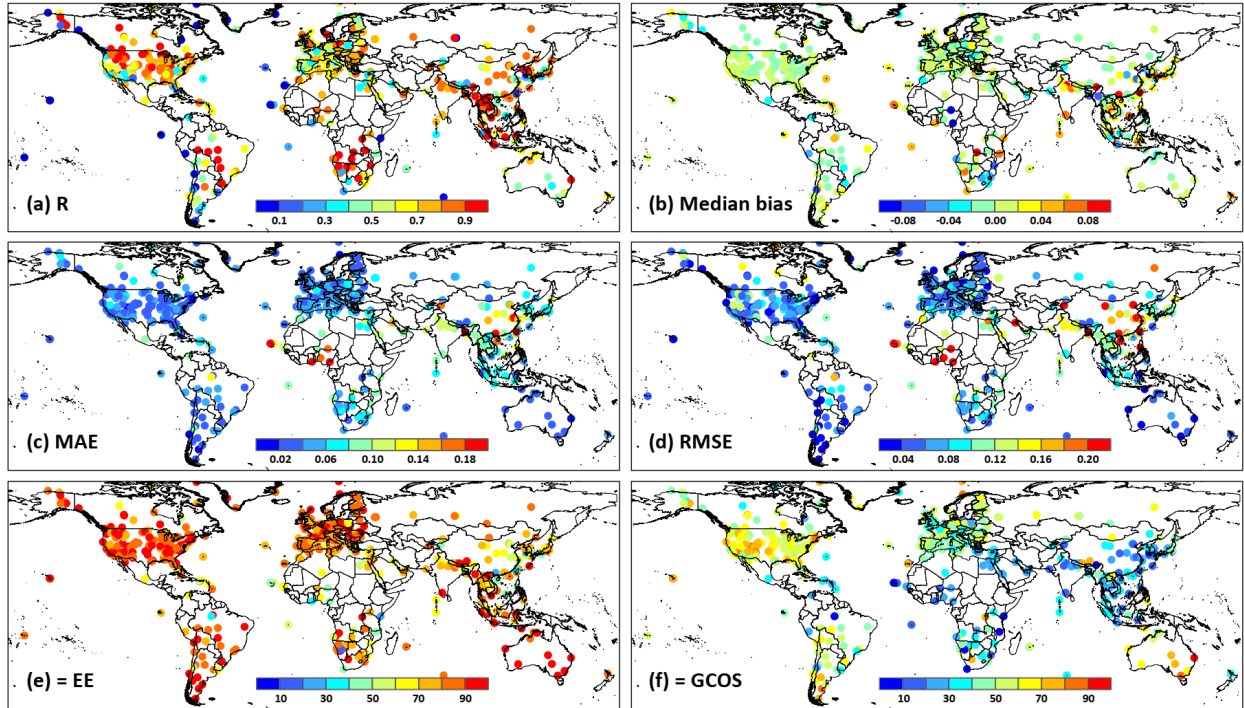 (a) R
0.1 0.3 0.5 0.7 0.9
(b) Median bias
-0.08 -0.04 0.00 0.04 0.08
(c) MAE
0.02 0.06 0.10 0.14 0.18
(d) RMSE
0.04 0.08 0.12 0.16 0.20
(e) = EE
10 30 50 70 90
(f) = GCOS
10 30 50 70 90